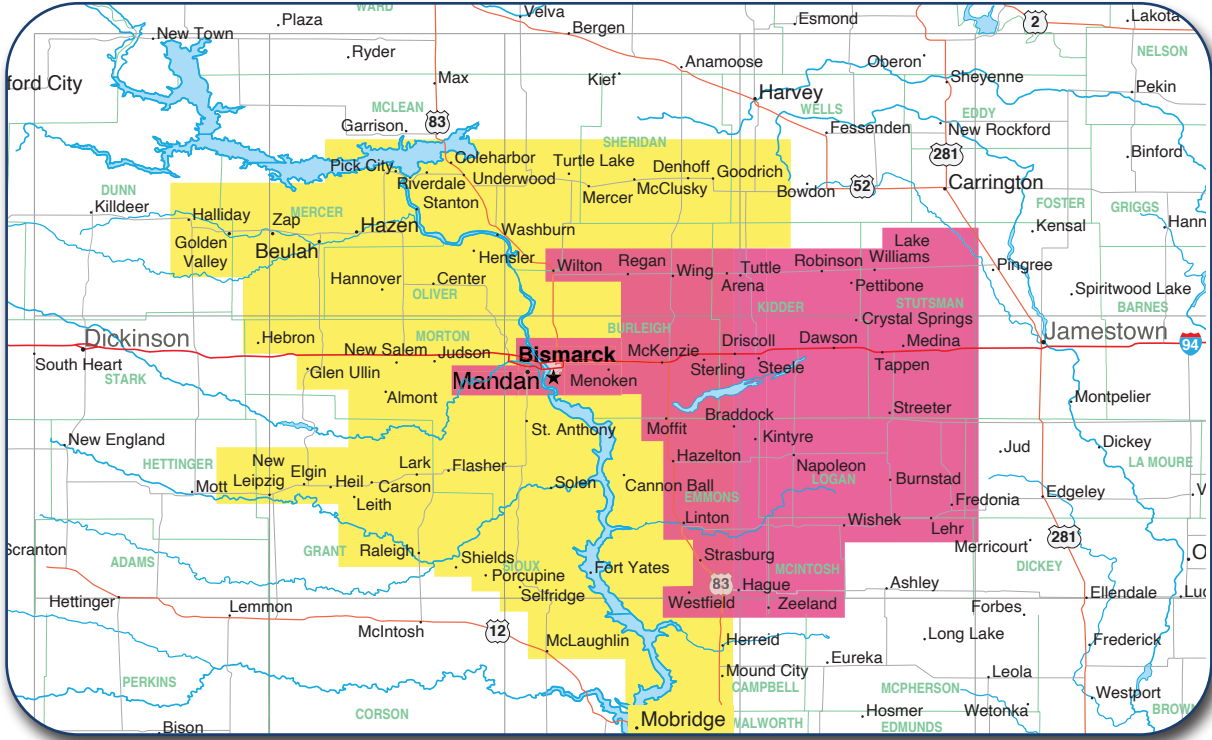 WARD
Velva
Plaza
Bergen
Esmond
2
Lakota
New Town
Ryder
NELSON
Anamoose
Oberon
Kief
Max
Sheyenne
ford City
Pekin
Harvey
MCLEAN
WELLS
EDDY
Garrison
83
Fessenden
New Rockford
SHERIDAN
281
Binford
Pick City
Coleharbor
Turtle Lake
Denhoff
Goodrich
Riverdale
Underwood
McClusky
Bowdon
52
Carrington
DUNN
Killdeer
Stanton
Mercer
FOSTER
GRIGGS
Halliday
Zap
MERCER
Hazen
Kensal
Hann
Washburn
Golden
Valley
Beulah
Lake
Williams
Hensler
Wilton
Regan
Wing
Tuttle
Robinson
Pingree
Hannover
Center
Arena
Pettibone
Spiritwood Lake
OLIVER
KIDDER
STUTSMAN
BARNES
Crystal Springs
Dickinson
Hebron
MORTON
BURLEIGH
Jamestown
New Salem
Judson
Bismarck
McKenzie
Driscoll
Dawson
Medina
94
South Heart
Glen Ullin
Sterling
Steele
Tappen
STARK
Mandan
Menoken
Almont
Montpelier
Braddock
Streeter
St. Anthony
Moffit
Kintyre
New England
Jud
Dickey
HETTINGER
New
Leipzig
Elgin
Lark
Flasher
Hazelton
Napoleon
LA MOURE
Mott
Heil
Carson
Solen
Cannon Ball
LOGAN
Burnstad
Leith
EMMONS
Fredonia
Edgeley
V
Linton
Wishek
Lehr
Scranton
GRANT
Raleigh
Shields
Strasburg
Merricourt
281
O
ADAMS
SIOUX
Fort Yates
MCINTOSH
DICKEY
Porcupine
83
Hague
Ashley
Hettinger
Lemmon
Selfridge
Westfield
Zeeland
Forbes
Ellendale
Luc
McIntosh
12
McLaughlin
Herreid
Long Lake
Frederick
Eureka
Mound City
Leola
PERKINS
CAMPBELL
MCPHERSON
Westport
CORSON
Mobridge
Hosmer
Wetonka
BROW
Bison
WALWORTH
EDMUNDS